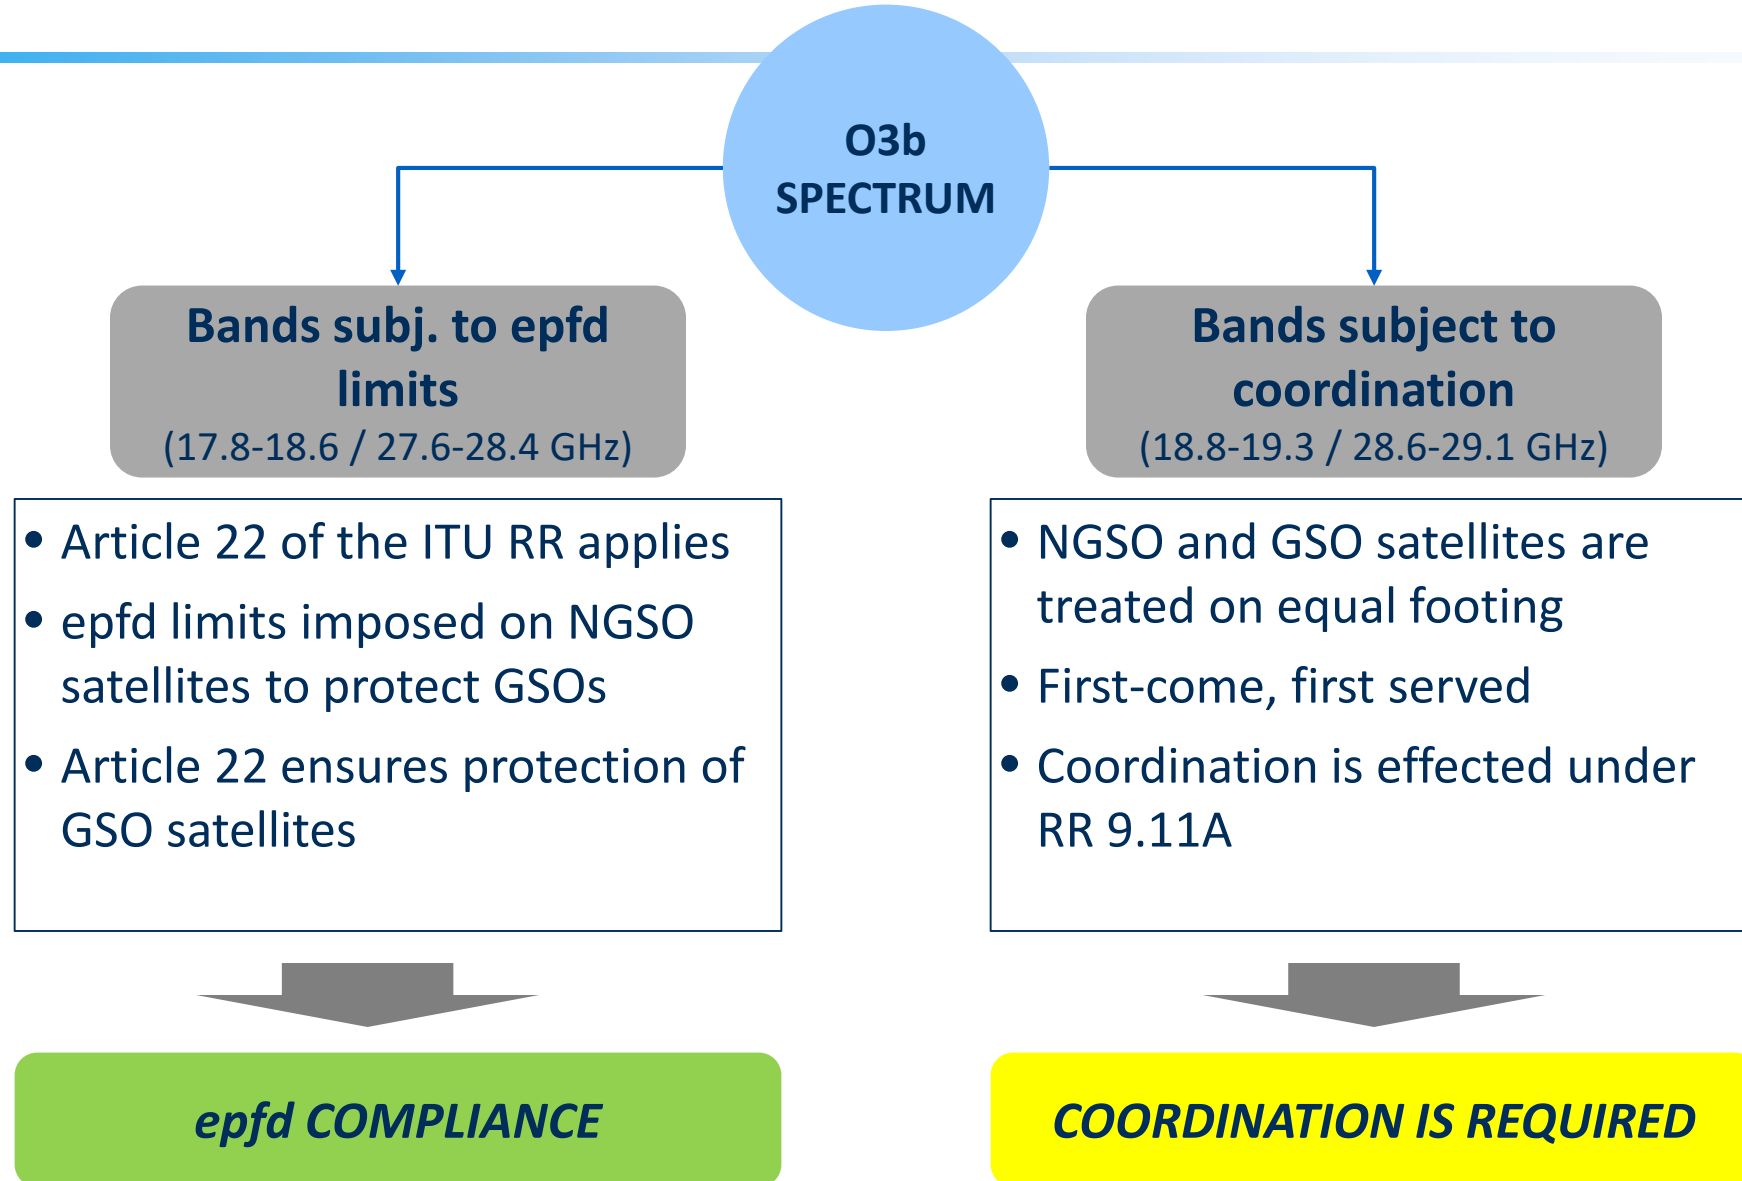 O3b
SPECTRUM
Bands subj. to epfd
limits
(17.8-18.6 / 27.6-28.4 GHz)
• Article 22 of the ITU RR applies
• epfd limits imposed on NGSO
satellites to protect GSOs
• Article 22 ensures protection of
GSO satellites
epfd COMPLIANCE
Bands subject to
coordination
(18.8-19.3 / 28.6-29.1 GHz)
• NGSO and GSO satellites are
treated on equal footing
• First-come, first served
• Coordination is effected under
RR 9.11A
COORDINATION IS REQUIRED